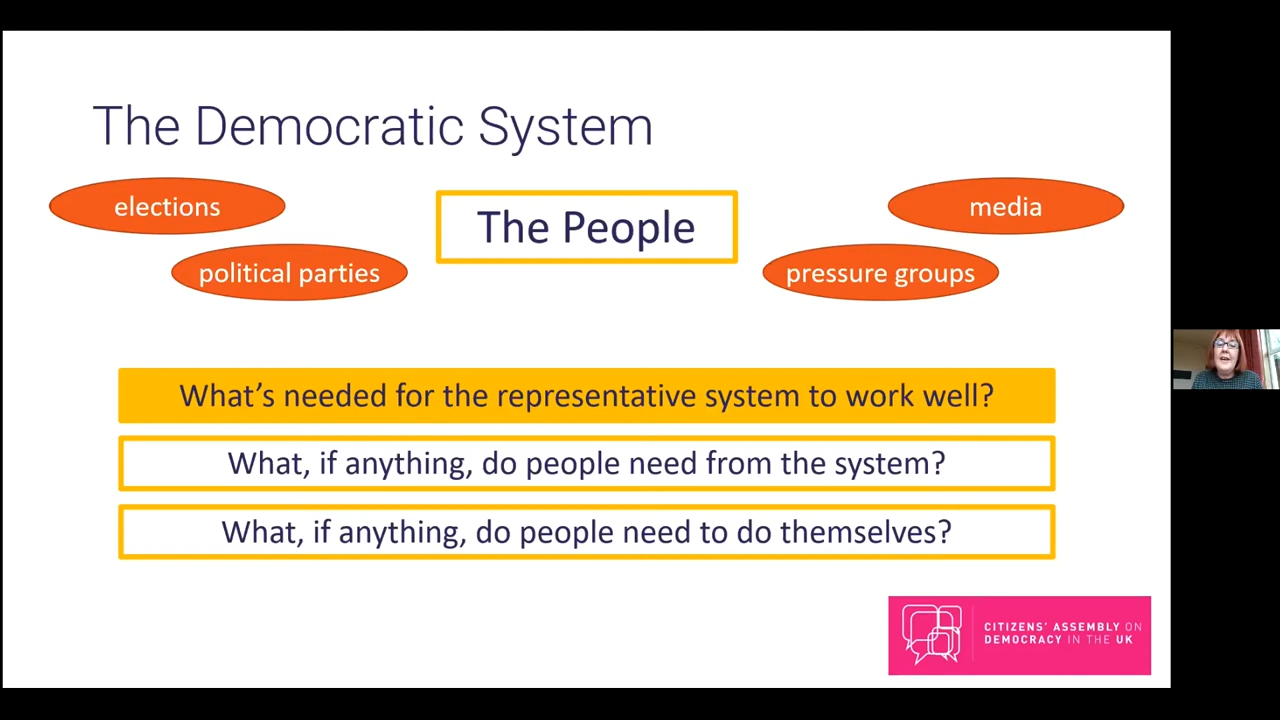 The Democratic System
elections
The People
media
political parties
pressure groups
What’s needed for the representative system to work well?
What, if anything, do people need from the system?
What, if anything, do people need to do themselves?
CITIZENS’ ASSEMBLY ON
DEMOCRACY IN THE UK